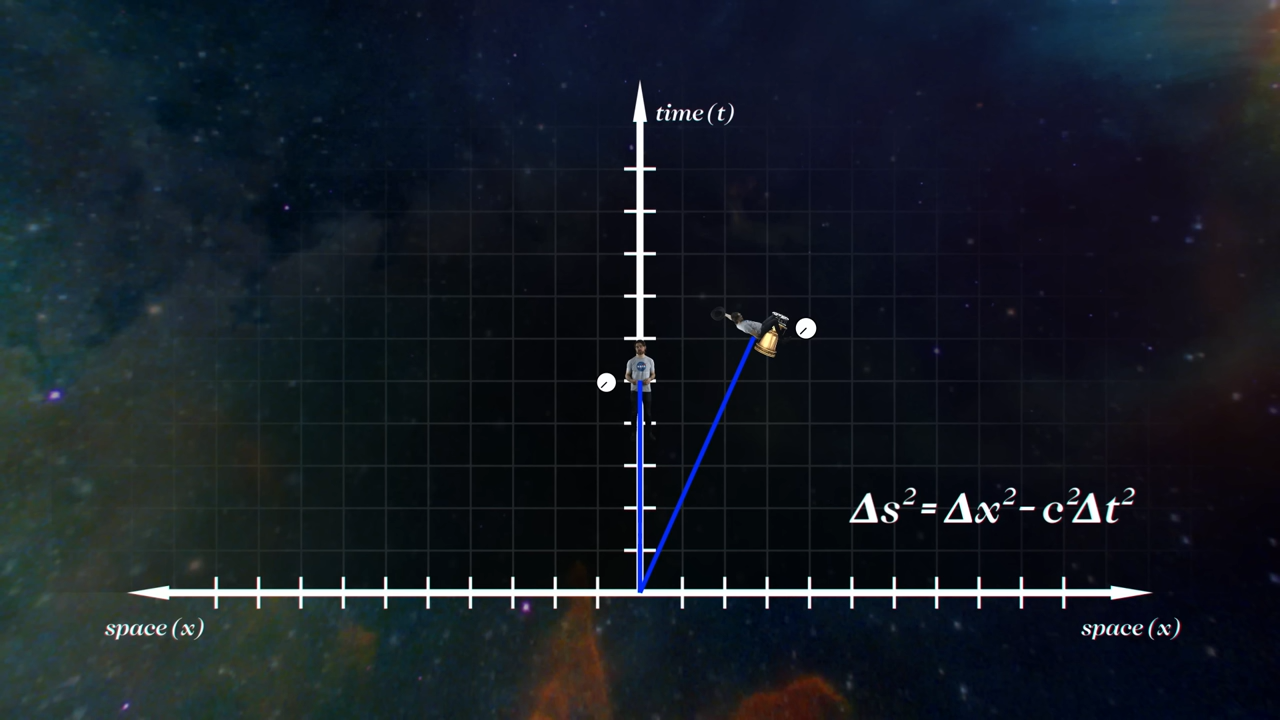 time (t)
Δs² = Δx² − c²Δt²
space (x)
space (x)